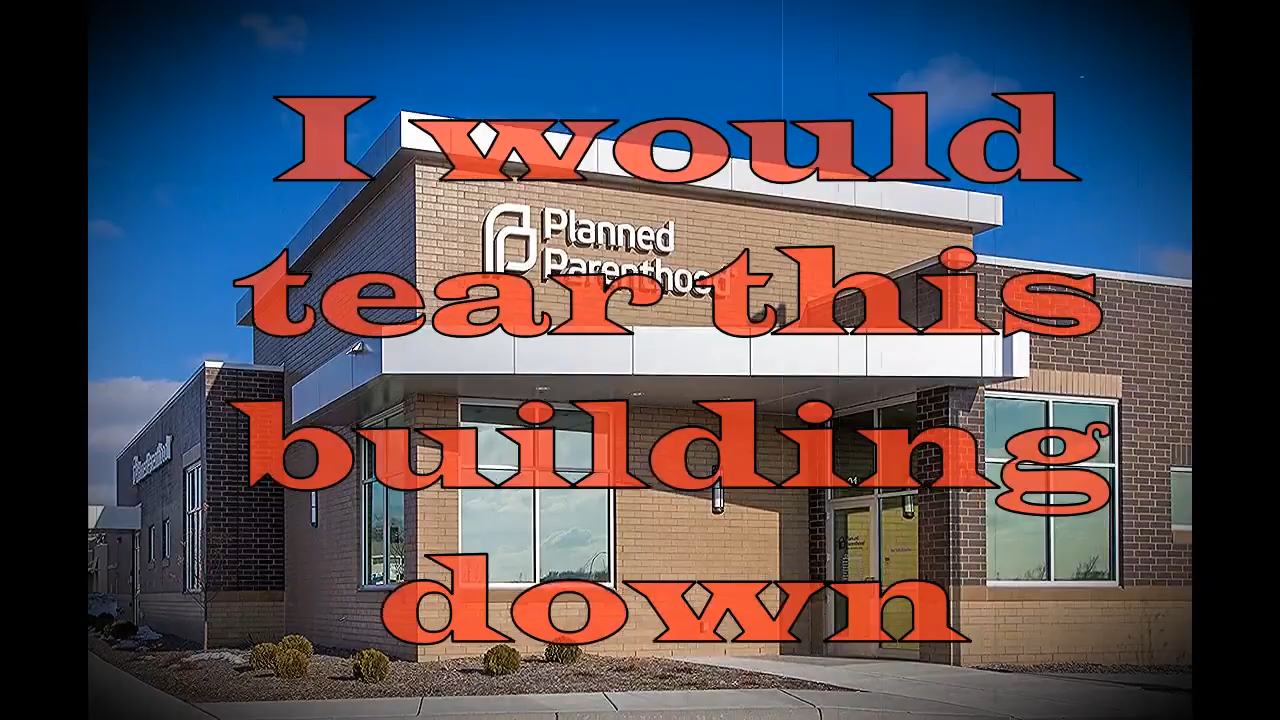 I would
Planned
Parenthood
tear this
building
down